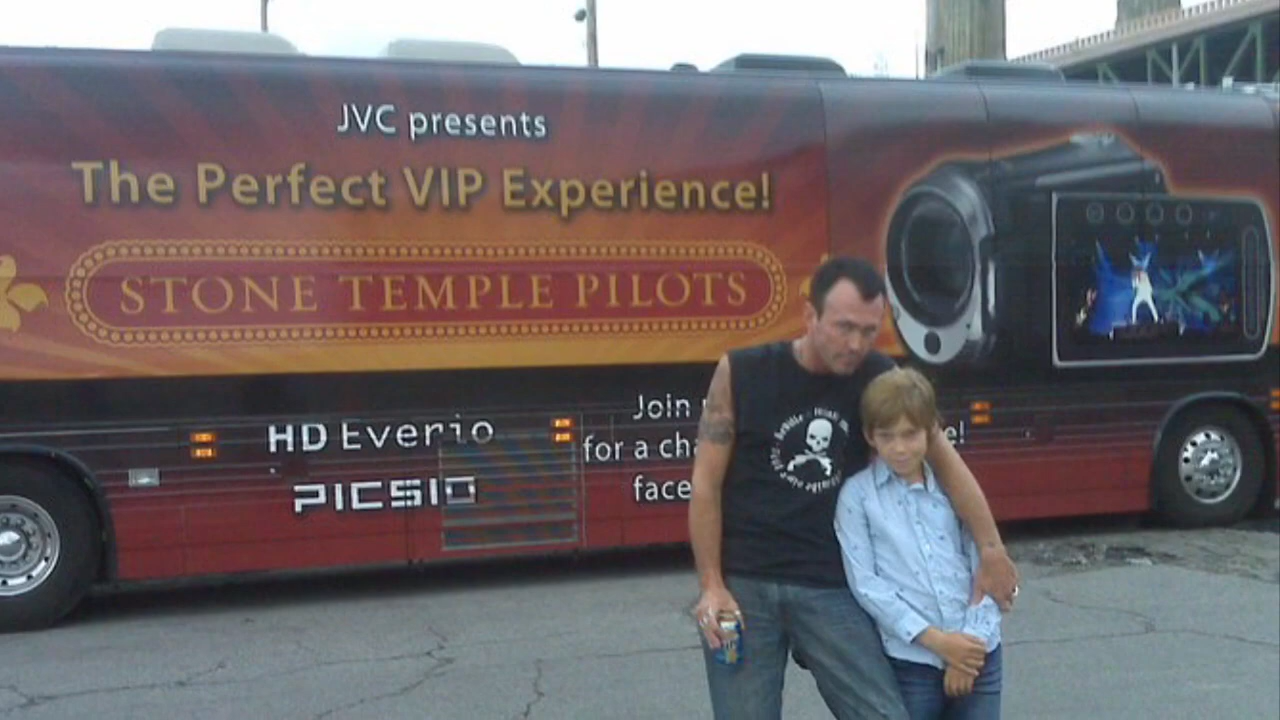 JVC presents
The Perfect VIP Experience!
STONE TEMPLE PILOTS
HD Everio
PICSIO
Join
for a cha
face
e!